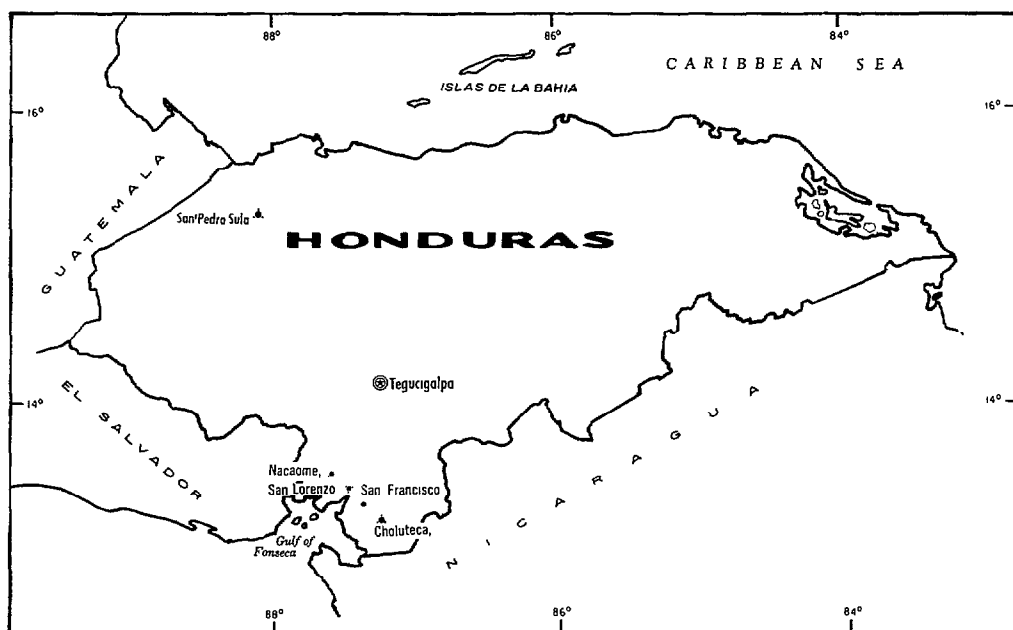 88° 86° 84°
CARIBBEAN SEA
ISLAS DE LA BAHIA
16° 16°
GUATEMALA
San Pedro Sula
HONDURAS
Tegucigalpa
EL SALVADOR
14° 14°
NICARAGUA
Nacaome,
San Lorenzo San Francisco
Choluteca,
Gulf of
Fonseca
88° 86° 84°